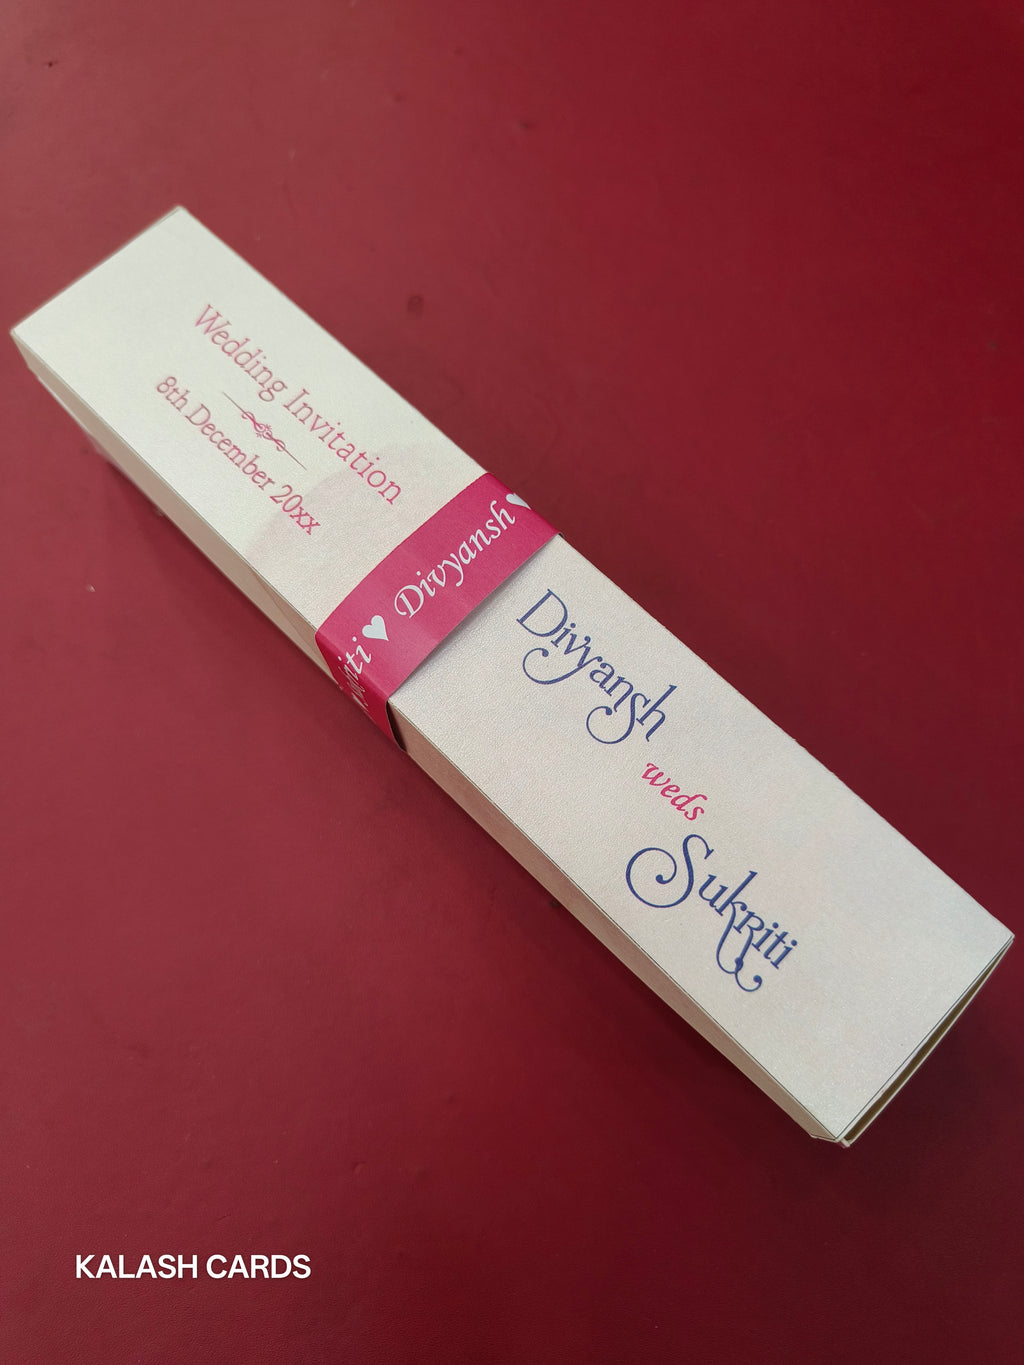 Wedding Invitation
8th December 20xx
Divyansh
Divyansh
weds
Sukriti
KALASH CARDS